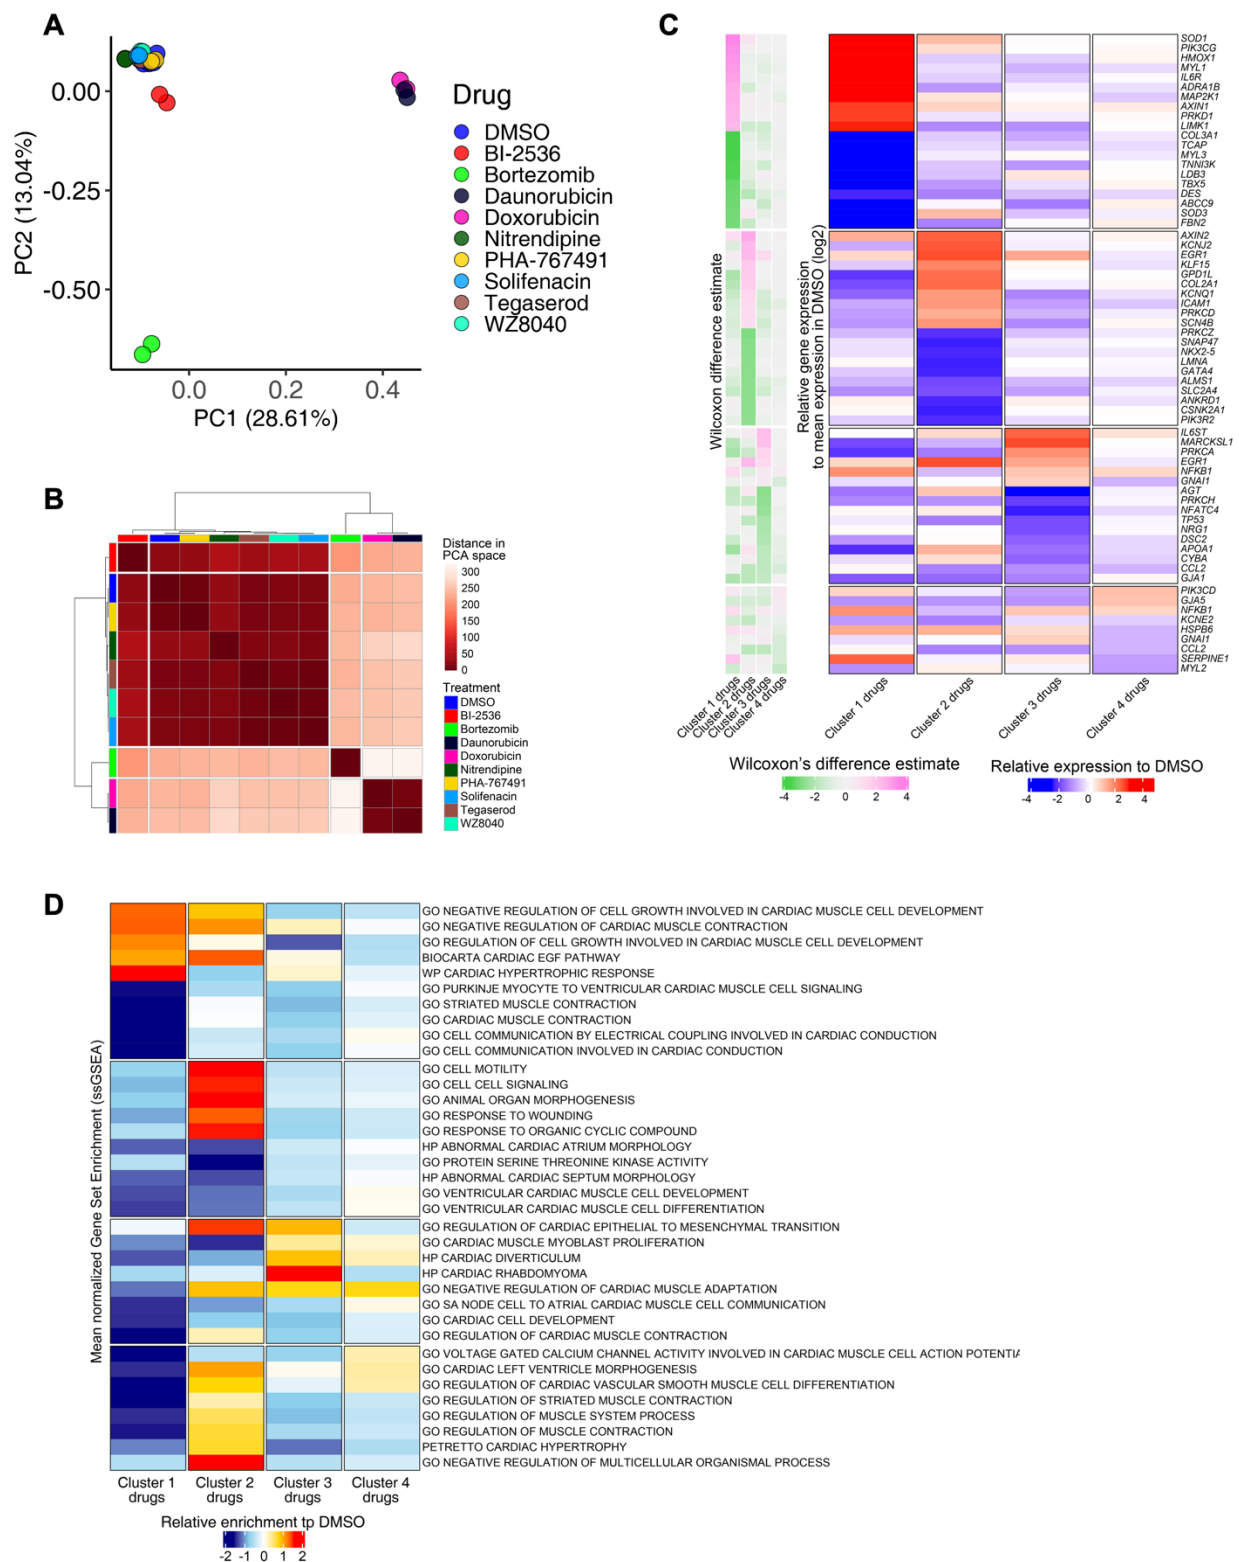 A
0.00
-0.25
-0.50
PC2 (13.04%)
0.0
0.2
0.4
PC1 (28.61%)
Drug
DMSO
BI-2536
Bortezomib
Daunorubicin
Doxorubicin
Nitrendipine
PHA-767491
Solifenacin
Tegaserod
WZ8040
B
Distance in
PCA space
300
250
200
150
100
50
0
Treatment
DMSO
BI-2536
Bortezomib
Daunorubicin
Doxorubicin
Nitrendipine
PHA-767491
Solifenacin
Tegaserod
WZ8040
C
Wilcoxon difference estimate
Relative gene expression
to mean expression in DMSO (log2)
SOD1
PIK3CG
HMOX1
MYL1
IL6R
ADRA1B
MAP2K1
AXIN1
PRKD1
LIMK1
COL3A1
TCAP
MYL3
TNNI3K
LDB3
TBX5
DES
ABCC9
SOD3
FBN2
AXIN2
KCNJ2
EGR1
KLF15
GPD1L
COL2A1
KCNQ1
ICAM1
PRKCD
SCN4B
PRKCZ
SNAP47
NKX2-5
LMNA
GATA4
ALMS1
SLC2A4
ANKRD1
CSNK2A1
PIK3R2
IL6ST
MARCKSL1
PRKCA
EGR1
NFKB1
GNAI1
AGT
PRKCH
NFATC4
TP53
NRG1
DSC2
APOA1
CYBA
CCL2
GJA1
PIK3CD
GJA5
NFKB1
KCNE2
HSPB6
GNAI1
CCL2
SERPINE1
MYL2
Cluster 1 drugs
Cluster 2 drugs
Cluster 3 drugs
Cluster 4 drugs
Cluster 1 drugs
Cluster 2 drugs
Cluster 3 drugs
Cluster 4 drugs
Wilcoxon's difference estimate
-4 -2 0 2 4
Relative expression to DMSO
-4 -2 0 2 4
D
Mean normalized Gene Set Enrichment (ssGSEA)
GO NEGATIVE REGULATION OF CELL GROWTH INVOLVED IN CARDIAC MUSCLE CELL DEVELOPMENT
GO NEGATIVE REGULATION OF CARDIAC MUSCLE CONTRACTION
GO REGULATION OF CELL GROWTH INVOLVED IN CARDIAC MUSCLE CELL DEVELOPMENT
BIOCARTA CARDIAC EGF PATHWAY
WP CARDIAC HYPERTROPHIC RESPONSE
GO PURKINJE MYOCYTE TO VENTRICULAR CARDIAC MUSCLE CELL SIGNALING
GO STRIATED MUSCLE CONTRACTION
GO CARDIAC MUSCLE CONTRACTION
GO CELL COMMUNICATION BY ELECTRICAL COUPLING INVOLVED IN CARDIAC CONDUCTION
GO CELL COMMUNICATION INVOLVED IN CARDIAC CONDUCTION
GO CELL MOTILITY
GO CELL CELL SIGNALING
GO ANIMAL ORGAN MORPHOGENESIS
GO RESPONSE TO WOUNDING
GO RESPONSE TO ORGANIC CYCLIC COMPOUND
HP ABNORMAL CARDIAC ATRIUM MORPHOLOGY
GO PROTEIN SERINE THREONINE KINASE ACTIVITY
HP ABNORMAL CARDIAC SEPTUM MORPHOLOGY
GO VENTRICULAR CARDIAC MUSCLE CELL DEVELOPMENT
GO VENTRICULAR CARDIAC MUSCLE CELL DIFFERENTIATION
GO REGULATION OF CARDIAC EPITHELIAL TO MESENCHYMAL TRANSITION
GO CARDIAC MUSCLE MYOBLAST PROLIFERATION
HP CARDIAC DIVERTICULUM
HP CARDIAC RHABDOMYOMA
GO NEGATIVE REGULATION OF CARDIAC MUSCLE ADAPTATION
GO SA NODE CELL TO ATRIAL CARDIAC MUSCLE CELL COMMUNICATION
GO CARDIAC CELL DEVELOPMENT
GO REGULATION OF CARDIAC MUSCLE CONTRACTION
GO VOLTAGE GATED CALCIUM CHANNEL ACTIVITY INVOLVED IN CARDIAC MUSCLE CELL ACTION POTENTIA
GO CARDIAC LEFT VENTRICLE MORPHOGENESIS
GO REGULATION OF CARDIAC VASCULAR SMOOTH MUSCLE CELL DIFFERENTIATION
GO REGULATION OF STRIATED MUSCLE CONTRACTION
GO REGULATION OF MUSCLE SYSTEM PROCESS
GO REGULATION OF MUSCLE CONTRACTION
PETRETTO CARDIAC HYPERTROPHY
GO NEGATIVE REGULATION OF MULTICELLULAR ORGANISMAL PROCESS
Cluster 1 drugs
Cluster 2 drugs
Cluster 3 drugs
Cluster 4 drugs
Relative enrichment tp DMSO
-2 -1 0 1 2